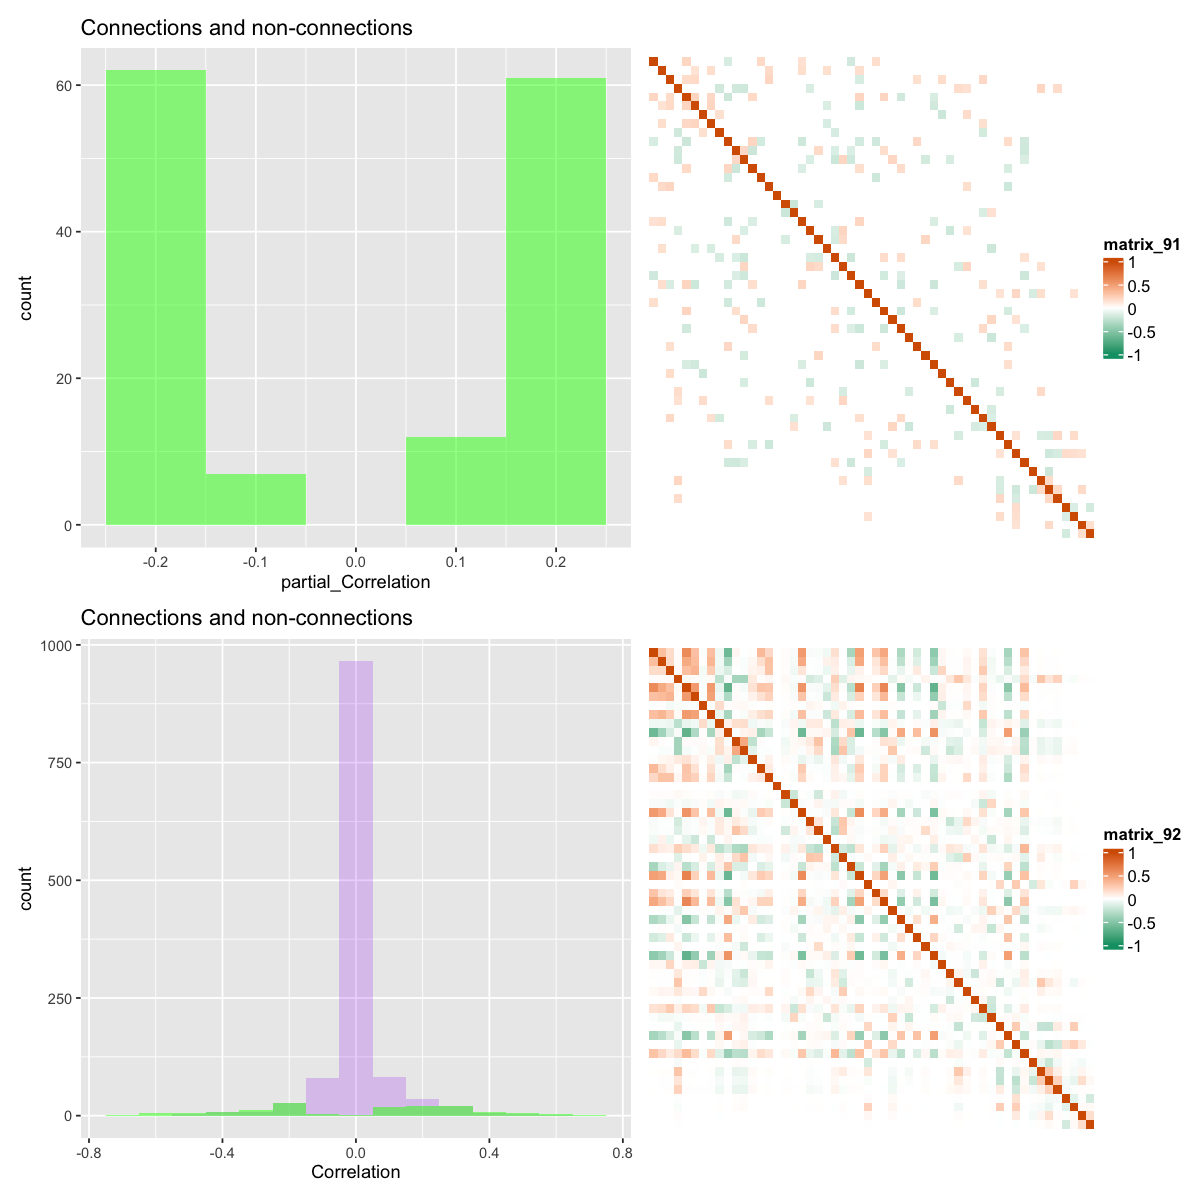 Connections and non-connections
count
60
40
20
0
-0.2 -0.1 0.0 0.1 0.2
partial_Correlation
matrix_91
1
0.5
0
-0.5
-1
Connections and non-connections
count
1000
750
500
250
0
-0.8 -0.4 0.0 0.4 0.8
Correlation
matrix_92
1
0.5
0
-0.5
-1